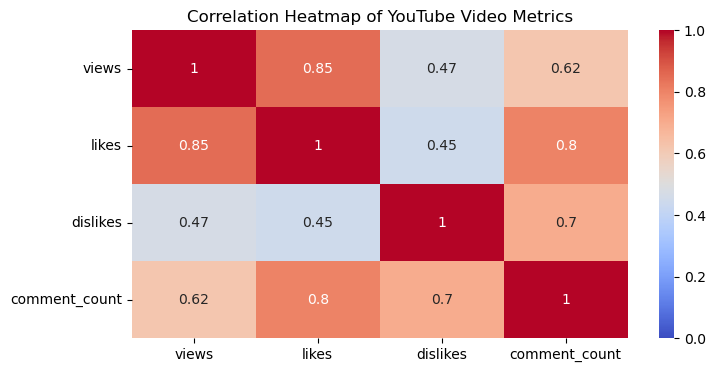 Correlation Heatmap of YouTube Video Metrics
views 1 0.85 0.47 0.62
likes 0.85 1 0.45 0.8
dislikes 0.47 0.45 1 0.7
comment_count 0.62 0.8 0.7 1
views likes dislikes comment_count
1.0
0.8
0.6
0.4
0.2
0.0